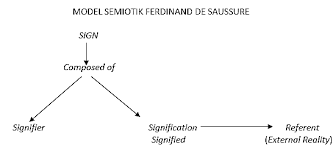 MODEL SEMIOTIK FERDINAND DE SAUSSURE
SIGN
Composed of
Signifier
Signification
Signified
Referent
(External Reality)